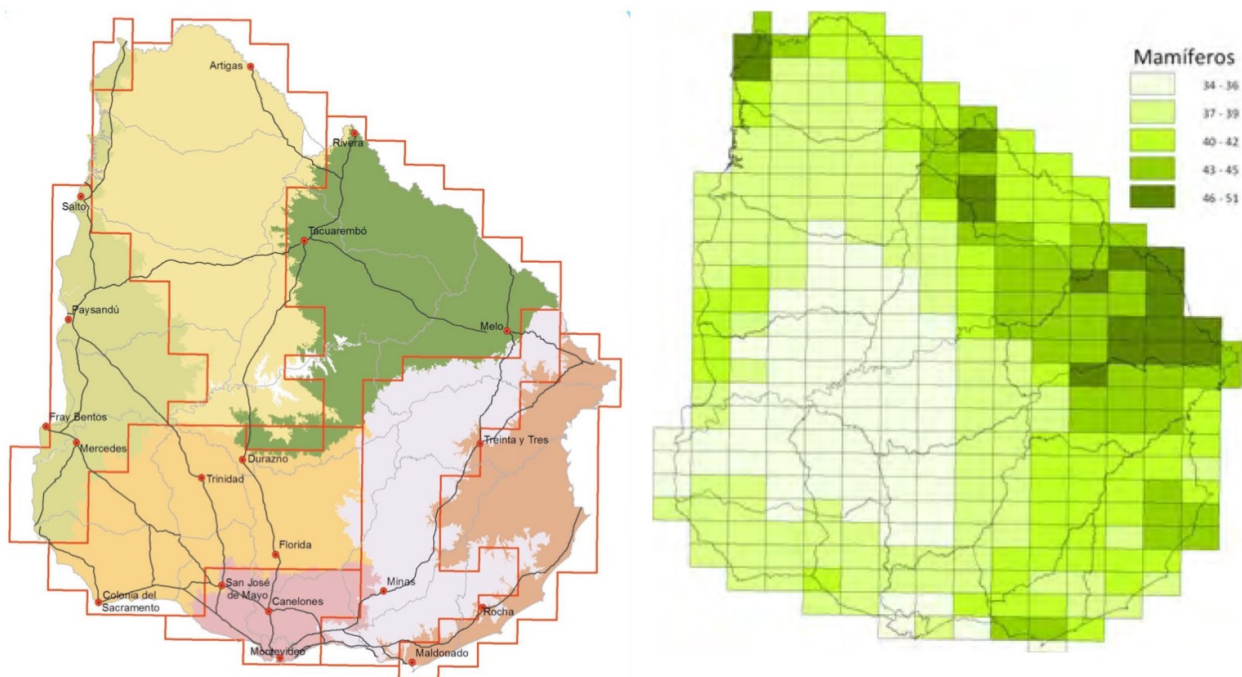 Artigas
Rivera
Salto
Tacuarembó
Paysandú
Melo
Fray Bentos
Mercedes
Treinta y Tres
Durazno
Trinidad
Florida
San José
de Mayo
Minas
Colonia del
Sacramento
Canelones
Rocha
Montevideo
Maldonado
Mamíferos
34 - 36
37 - 39
40 - 42
43 - 45
46 - 51